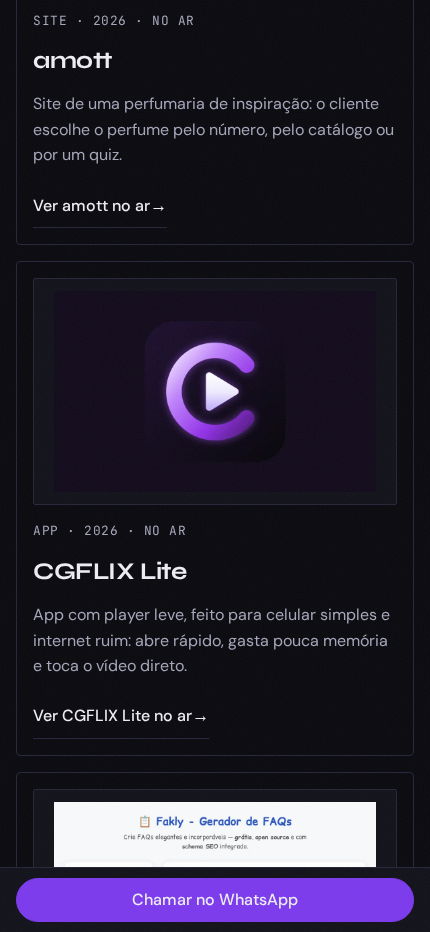 SITE · 2026 · NO AR
amott
Site de uma perfumaria de inspiração: o cliente
escolhe o perfume pelo número, pelo catálogo ou
por um quiz.
Ver amott no ar→
APP · 2026 · NO AR
CGFLIX Lite
App com player leve, feito para celular simples e
internet ruim: abre rápido, gasta pouca memória
e toca o vídeo direto.
Ver CGFLIX Lite no ar→
📋 Fakly - Gerador de FAQs
Crie FAQs elegantes e incorporáveis — grátis, open source e com
schema SEO integrado.
Chamar no WhatsApp